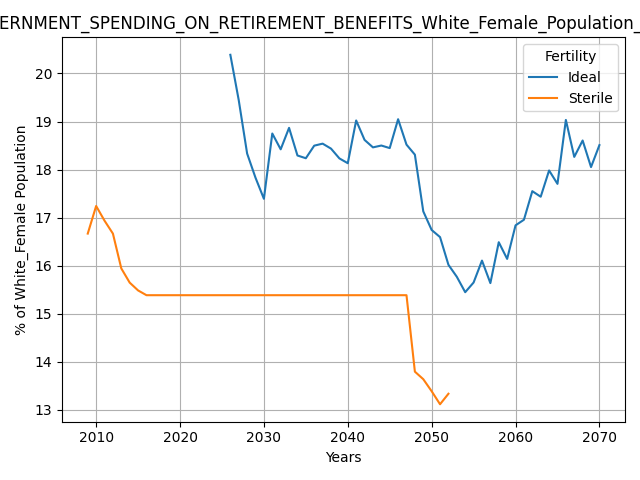 ERNMENT_SPENDING_ON_RETIREMENT_BENEFITS_White_Female_Population_
Fertility
Ideal
Sterile
% of White_Female Population
20
19
18
17
16
15
14
13
2010 2020 2030 2040 2050 2060 2070
Years